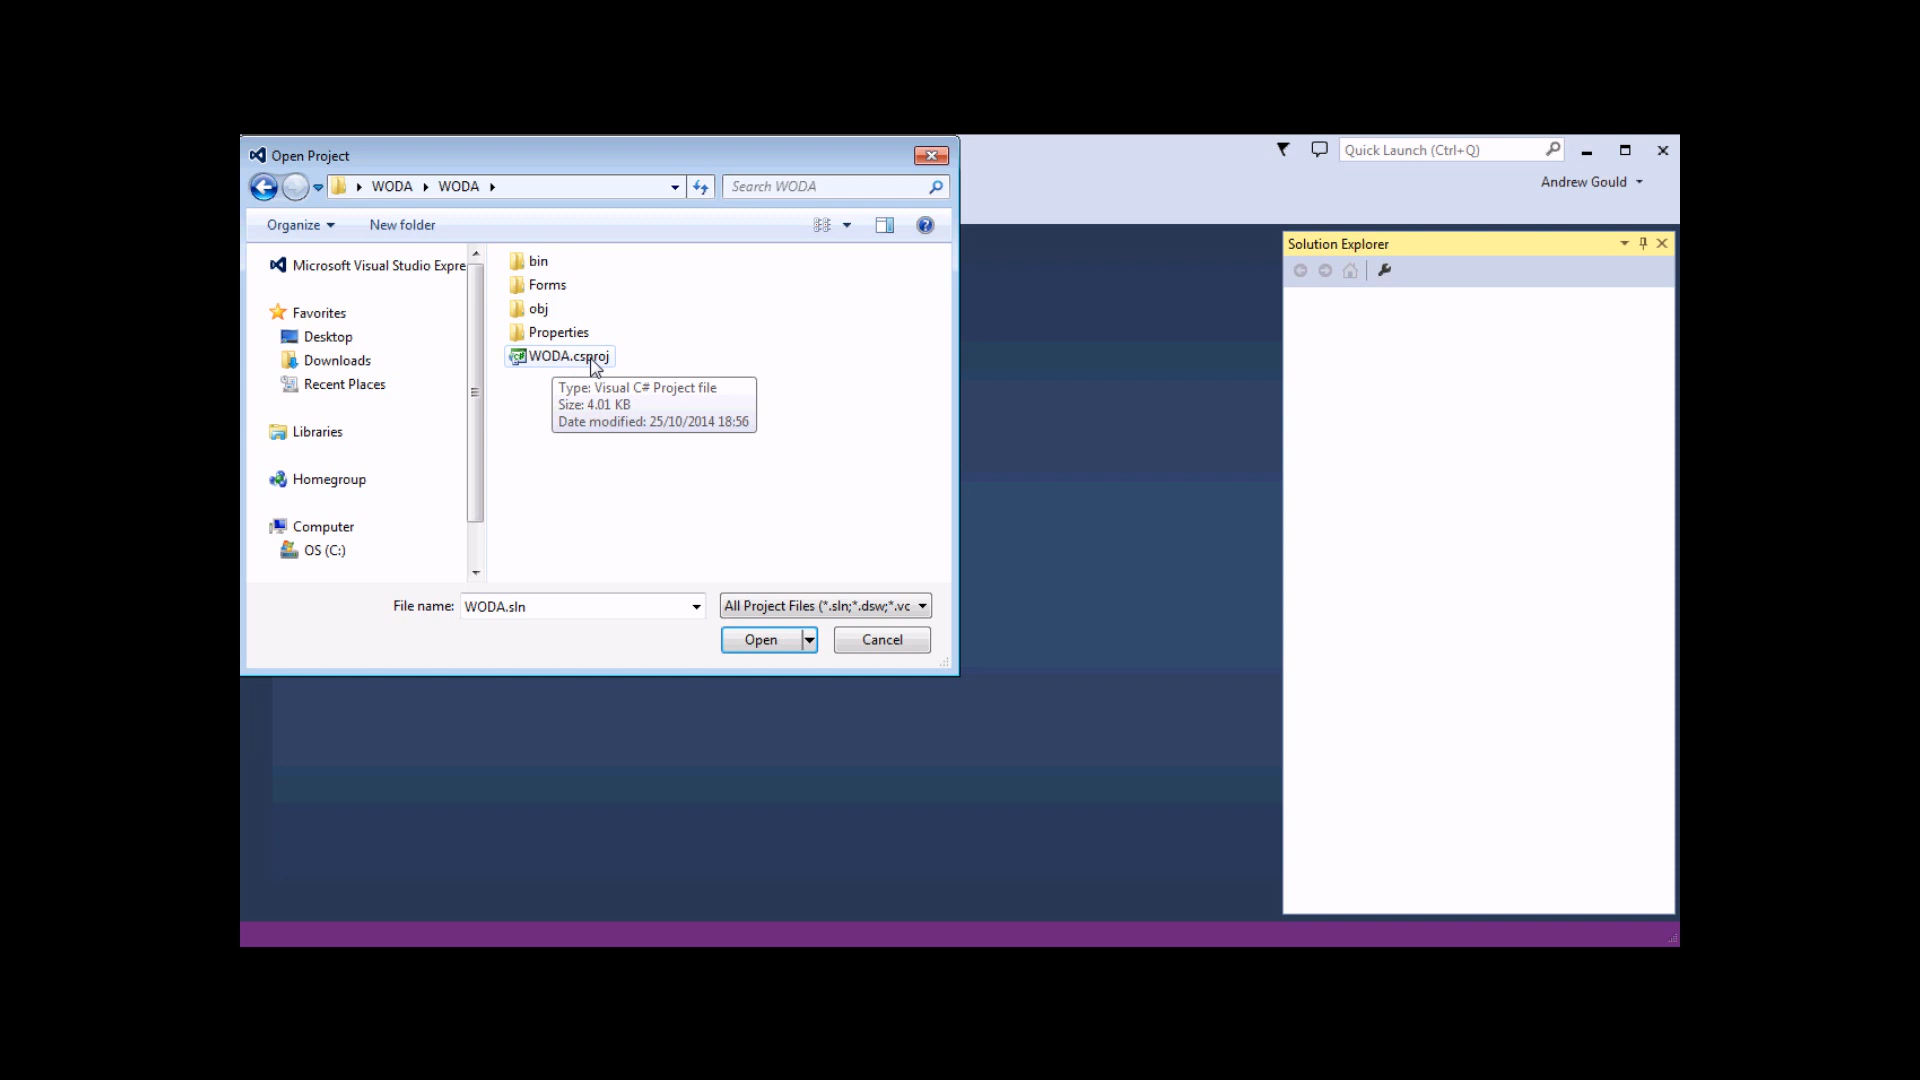 Open Project
Quick Launch (Ctrl+Q)
Andrew Gould
WODA
WODA
Search WODA
Organize
New folder
Solution Explorer
Microsoft Visual Studio Expre
Favorites
Desktop
Downloads
Recent Places
Libraries
Homegroup
Computer
OS (C:)
bin
Forms
obj
Properties
WODA.csproj
Type: Visual C# Project file
Size: 4.01 KB
Date modified: 25/10/2014 18:56
File name: WODA.sln
All Project Files (*.sln;*.dsw;*.vc
Open
Cancel